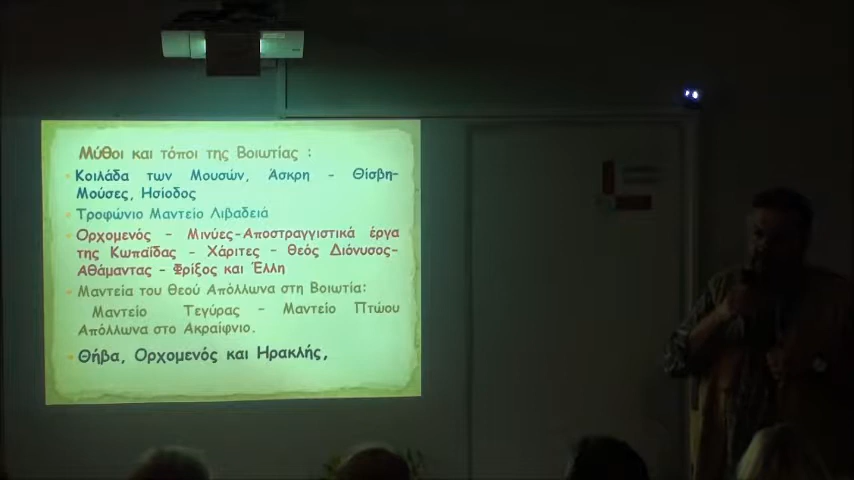 Μύθοι και τόποι της Βοιωτίας :
Κοιλάδα των Μουσών, Άσκρη - Θίσβη-
Μούσες, Ησίοδος
Τροφώνιο Μαντείο Λιβαδειά
Ορχομενός - Μινύες-Αποστραγγιστικά έργα
της Κωπαΐδας - Χάριτες - θεός Διόνυσος-
Αθάμαντας - Φρίξος και Έλλη
Μαντεία του Θεού Απόλλωνα στη Βοιωτία:
Μαντείο Τεγύρας - Μαντείο Πτώου
Απόλλωνα στο Ακραίφνιο.
Θήβα, Ορχομενός και Ηρακλής,